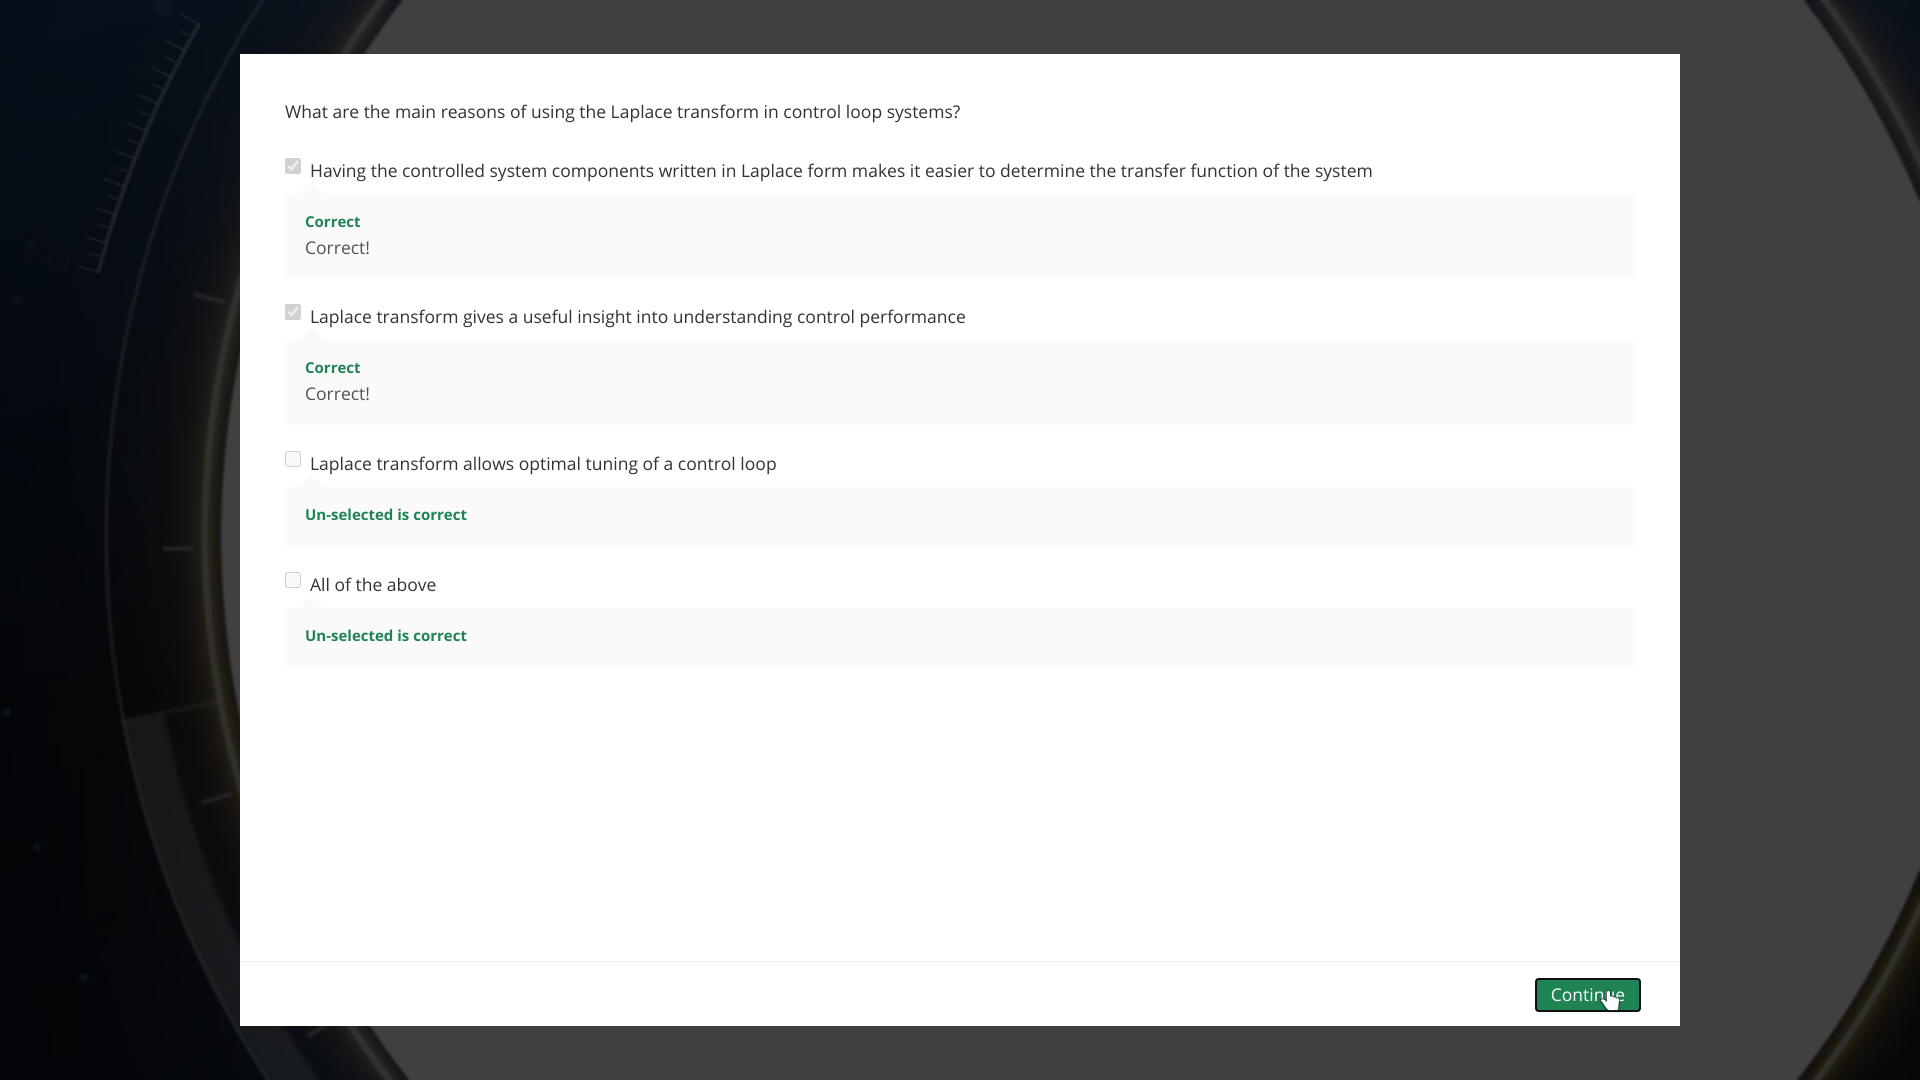 What are the main reasons of using the Laplace transform in control loop systems?
Having the controlled system components written in Laplace form makes it easier to determine the transfer function of the system
Correct
Correct!
Laplace transform gives a useful insight into understanding control performance
Correct
Correct!
Laplace transform allows optimal tuning of a control loop
Un-selected is correct
All of the above
Un-selected is correct
Continue